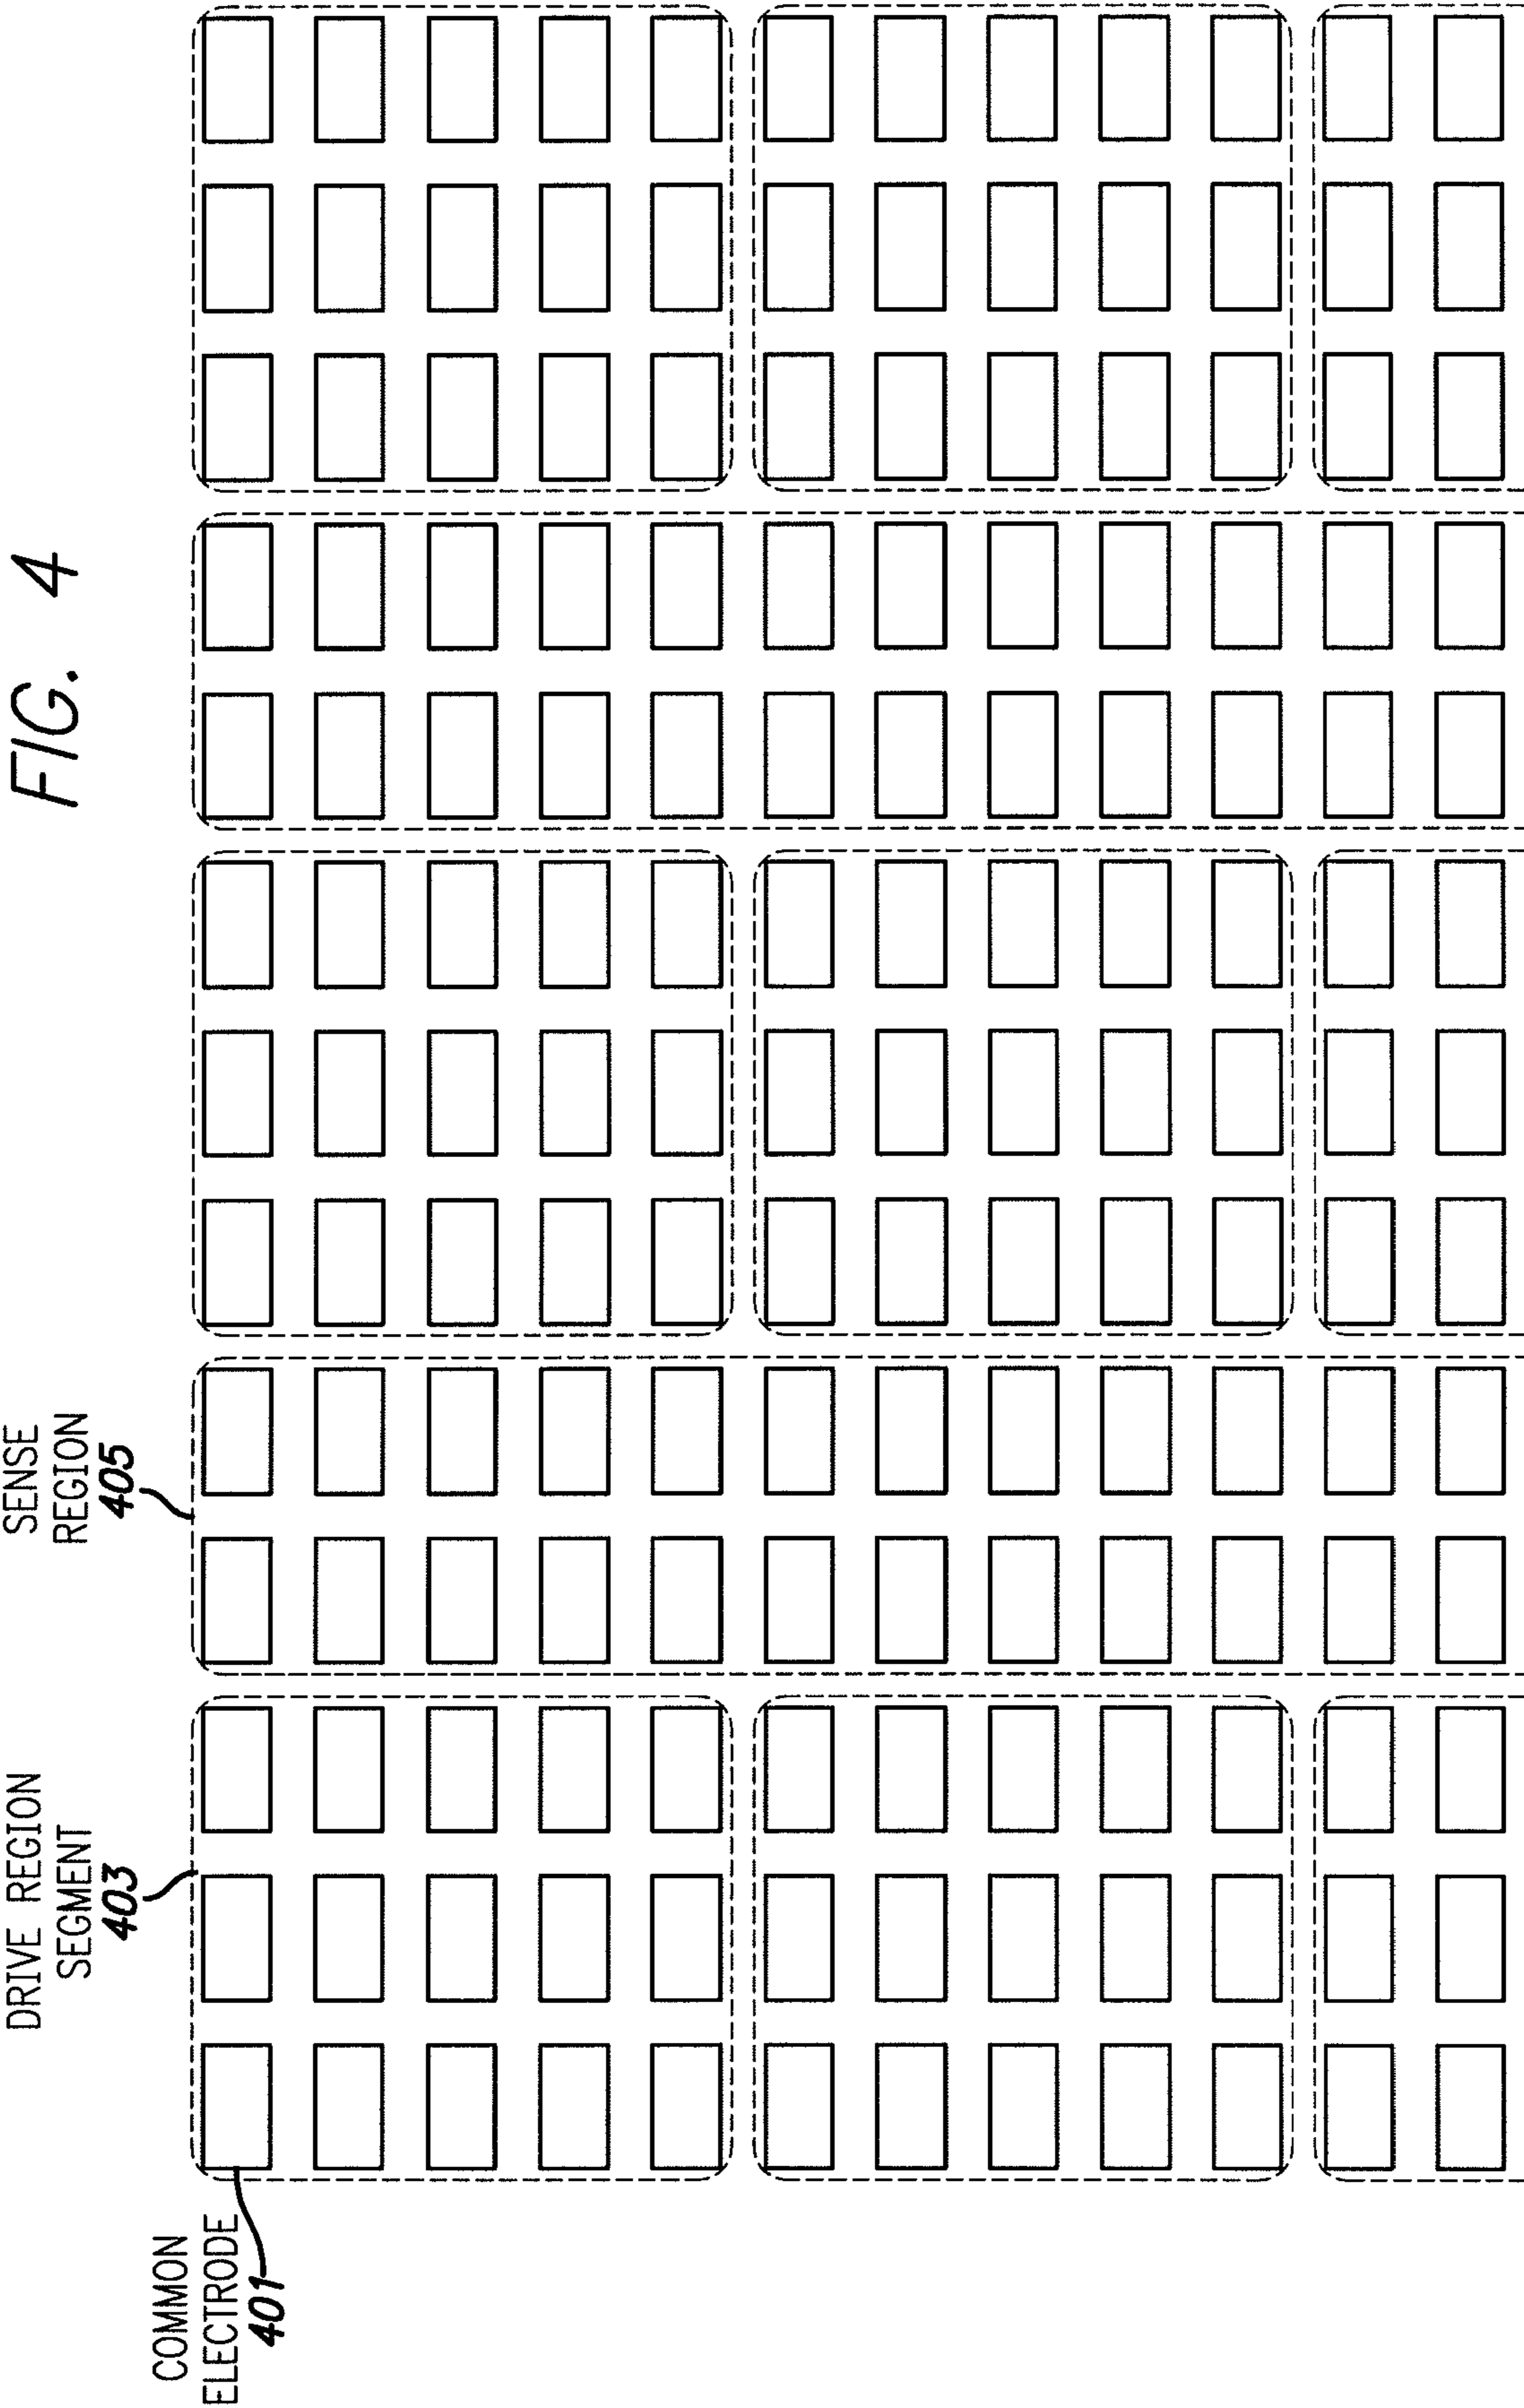 FIG. 4
COMMON
ELECTRODE
401
DRIVE REGION
SEGMENT
403
SENSE
REGION
405